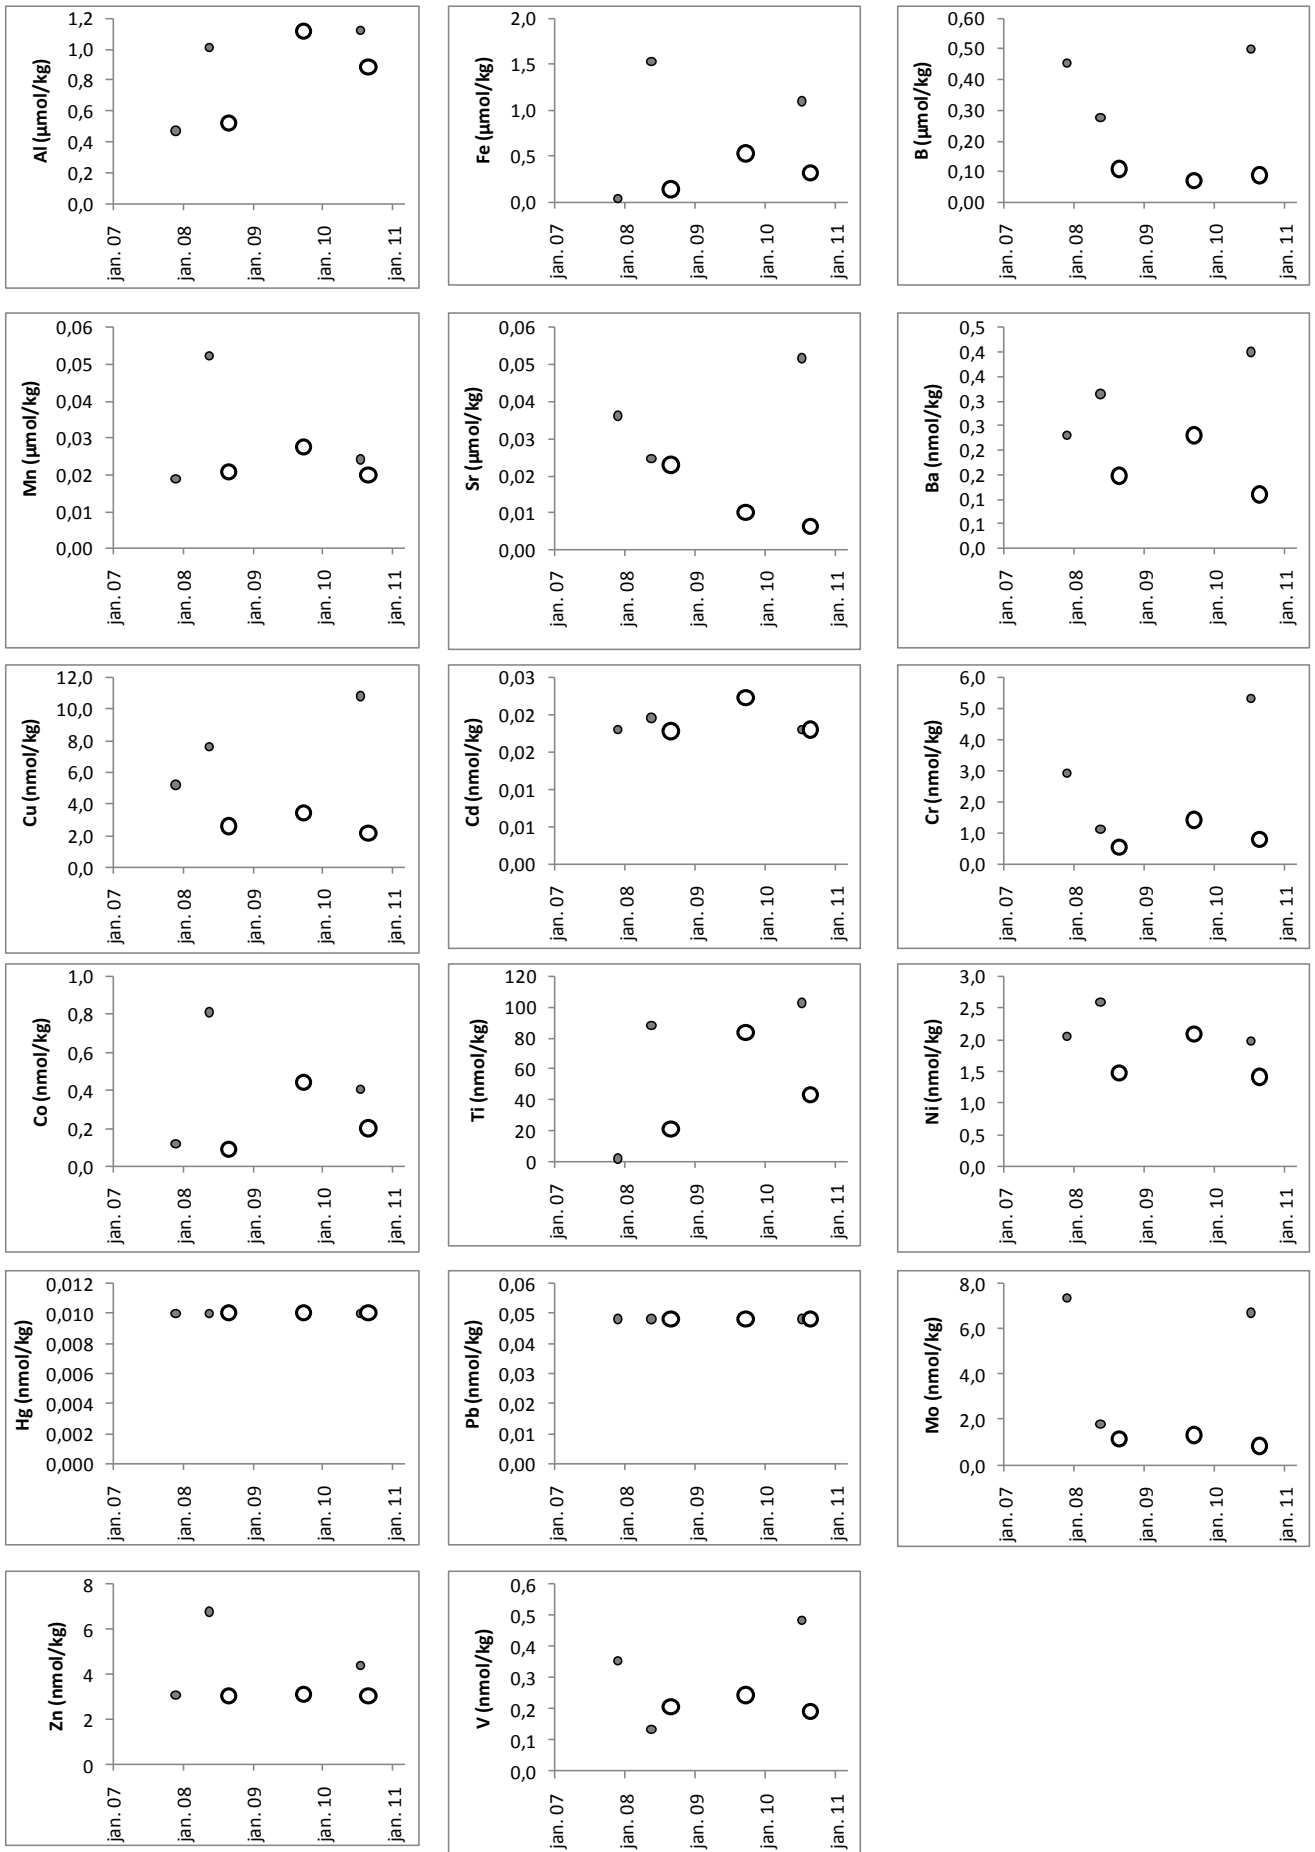 Al (µmol/kg)
1,2
1,0
0,8
0,6
0,4
0,2
0,0
jan. 07
jan. 08
jan. 09
jan. 10
jan. 11
Fe (µmol/kg)
2,0
1,5
1,0
0,5
0,0
jan. 07
jan. 08
jan. 09
jan. 10
jan. 11
B (µmol/kg)
0,60
0,50
0,40
0,30
0,20
0,10
0,00
jan. 07
jan. 08
jan. 09
jan. 10
jan. 11
Mn (µmol/kg)
0,06
0,05
0,04
0,03
0,02
0,01
0,00
jan. 07
jan. 08
jan. 09
jan. 10
jan. 11
Sr (µmol/kg)
0,06
0,05
0,04
0,03
0,02
0,01
0,00
jan. 07
jan. 08
jan. 09
jan. 10
jan. 11
Ba (nmol/kg)
0,5
0,4
0,4
0,3
0,3
0,2
0,2
0,1
0,1
0,0
jan. 07
jan. 08
jan. 09
jan. 10
jan. 11
Cu (nmol/kg)
12,0
10,0
8,0
6,0
4,0
2,0
0,0
jan. 07
jan. 08
jan. 09
jan. 10
jan. 11
Cd (nmol/kg)
0,03
0,02
0,02
0,01
0,01
0,00
jan. 07
jan. 08
jan. 09
jan. 10
jan. 11
Cr (nmol/kg)
6,0
5,0
4,0
3,0
2,0
1,0
0,0
jan. 07
jan. 08
jan. 09
jan. 10
jan. 11
Co (nmol/kg)
1,0
0,8
0,6
0,4
0,2
0,0
jan. 07
jan. 08
jan. 09
jan. 10
jan. 11
Ti (nmol/kg)
120
100
80
60
40
20
0
jan. 07
jan. 08
jan. 09
jan. 10
jan. 11
Ni (nmol/kg)
3,0
2,5
2,0
1,5
1,0
0,5
0,0
jan. 07
jan. 08
jan. 09
jan. 10
jan. 11
Hg (nmol/kg)
0,012
0,010
0,008
0,006
0,004
0,002
0,000
jan. 07
jan. 08
jan. 09
jan. 10
jan. 11
Pb (nmol/kg)
0,06
0,05
0,04
0,03
0,02
0,01
0,00
jan. 07
jan. 08
jan. 09
jan. 10
jan. 11
Mo (nmol/kg)
8,0
6,0
4,0
2,0
0,0
jan. 07
jan. 08
jan. 09
jan. 10
jan. 11
Zn (nmol/kg)
8
6
4
2
0
jan. 07
jan. 08
jan. 09
jan. 10
jan. 11
V (nmol/kg)
0,6
0,5
0,4
0,3
0,2
0,1
0,0
jan. 07
jan. 08
jan. 09
jan. 10
jan. 11